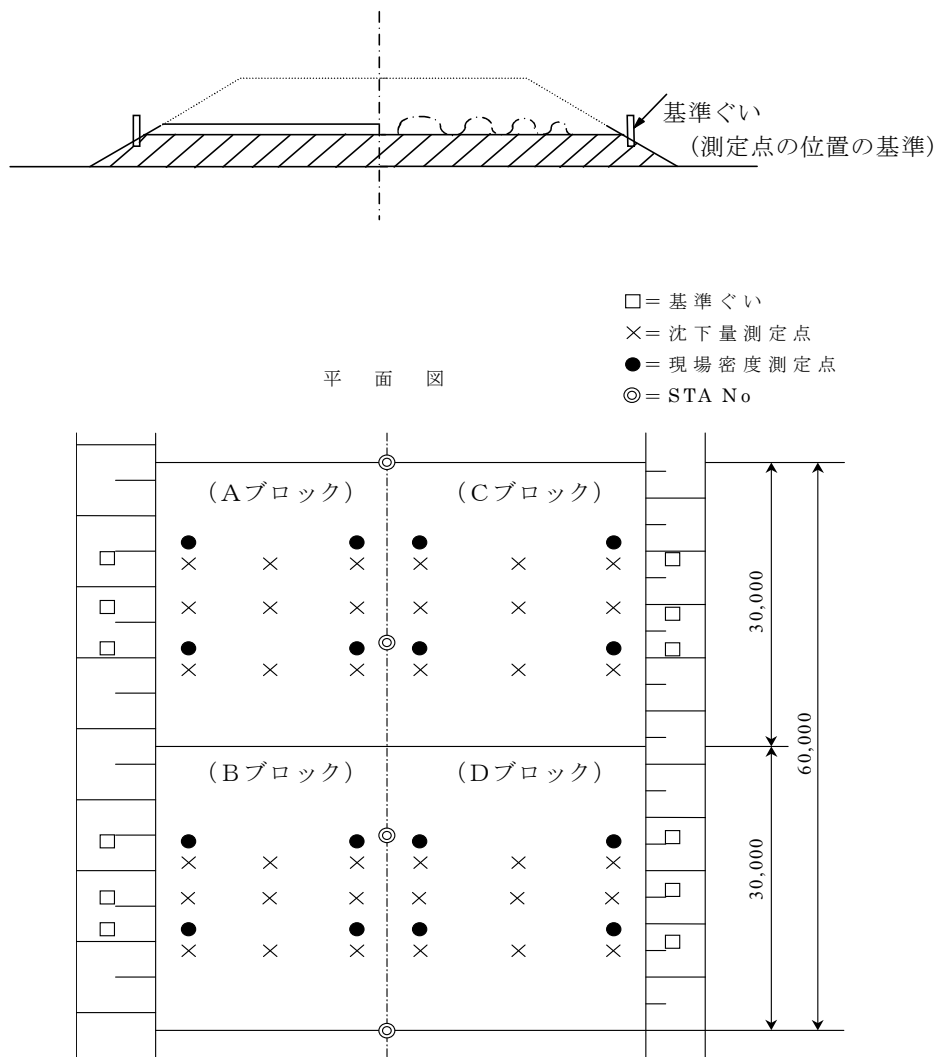 基準ぐい
(測定点の位置の基準)
□＝基準ぐい
×＝沈下量測定点
●＝現場密度測定点
◎＝STA No
平面図
(Aブロック)
(Cブロック)
30,000
60,000
(Bブロック)
(Dブロック)
30,000